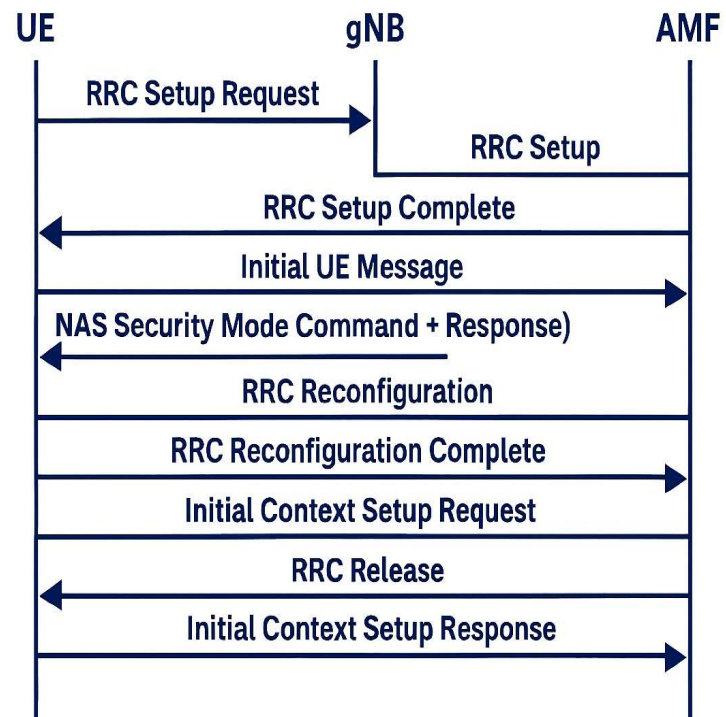 UE gNB AMF
RRC Setup Request
RRC Setup
RRC Setup Complete
Initial UE Message
NAS Security Mode Command + Response)
RRC Reconfiguration
RRC Reconfiguration Complete
Initial Context Setup Request
RRC Release
Initial Context Setup Response